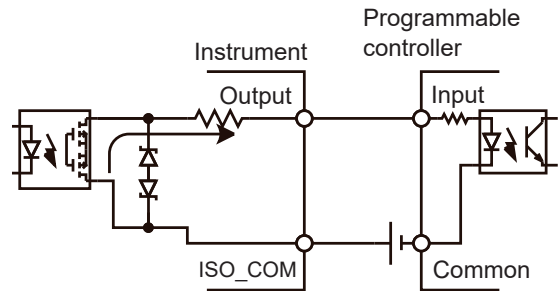 Programmable
controller
Instrument
Output
Input
ISO_COM
Common